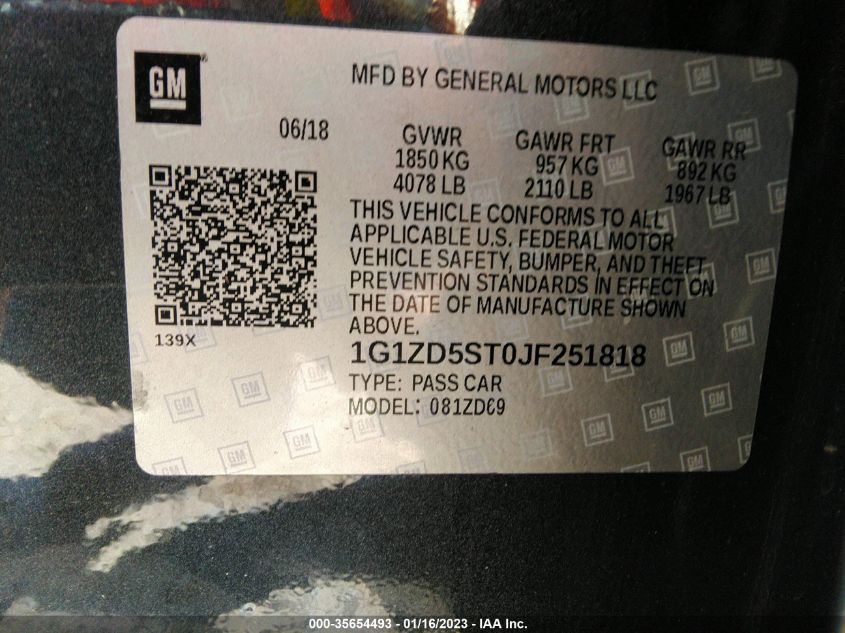 GM
MFD BY GENERAL MOTORS LLC
06/18
GVWR GAWR FRT GAWR RR
1850 KG 957 KG 892 KG
4078 LB 2110 LB 1967 LB
THIS VEHICLE CONFORMS TO ALL
APPLICABLE U.S. FEDERAL MOTOR
VEHICLE SAFETY, BUMPER, AND THEFT
PREVENTION STANDARDS IN EFFECT ON
THE DATE OF MANUFACTURE SHOWN
ABOVE.
139X
1G1ZD5ST0JF251818
TYPE: PASS CAR
MODEL: 081ZD69
000-35654493 - 01/16/2023 - IAA Inc.